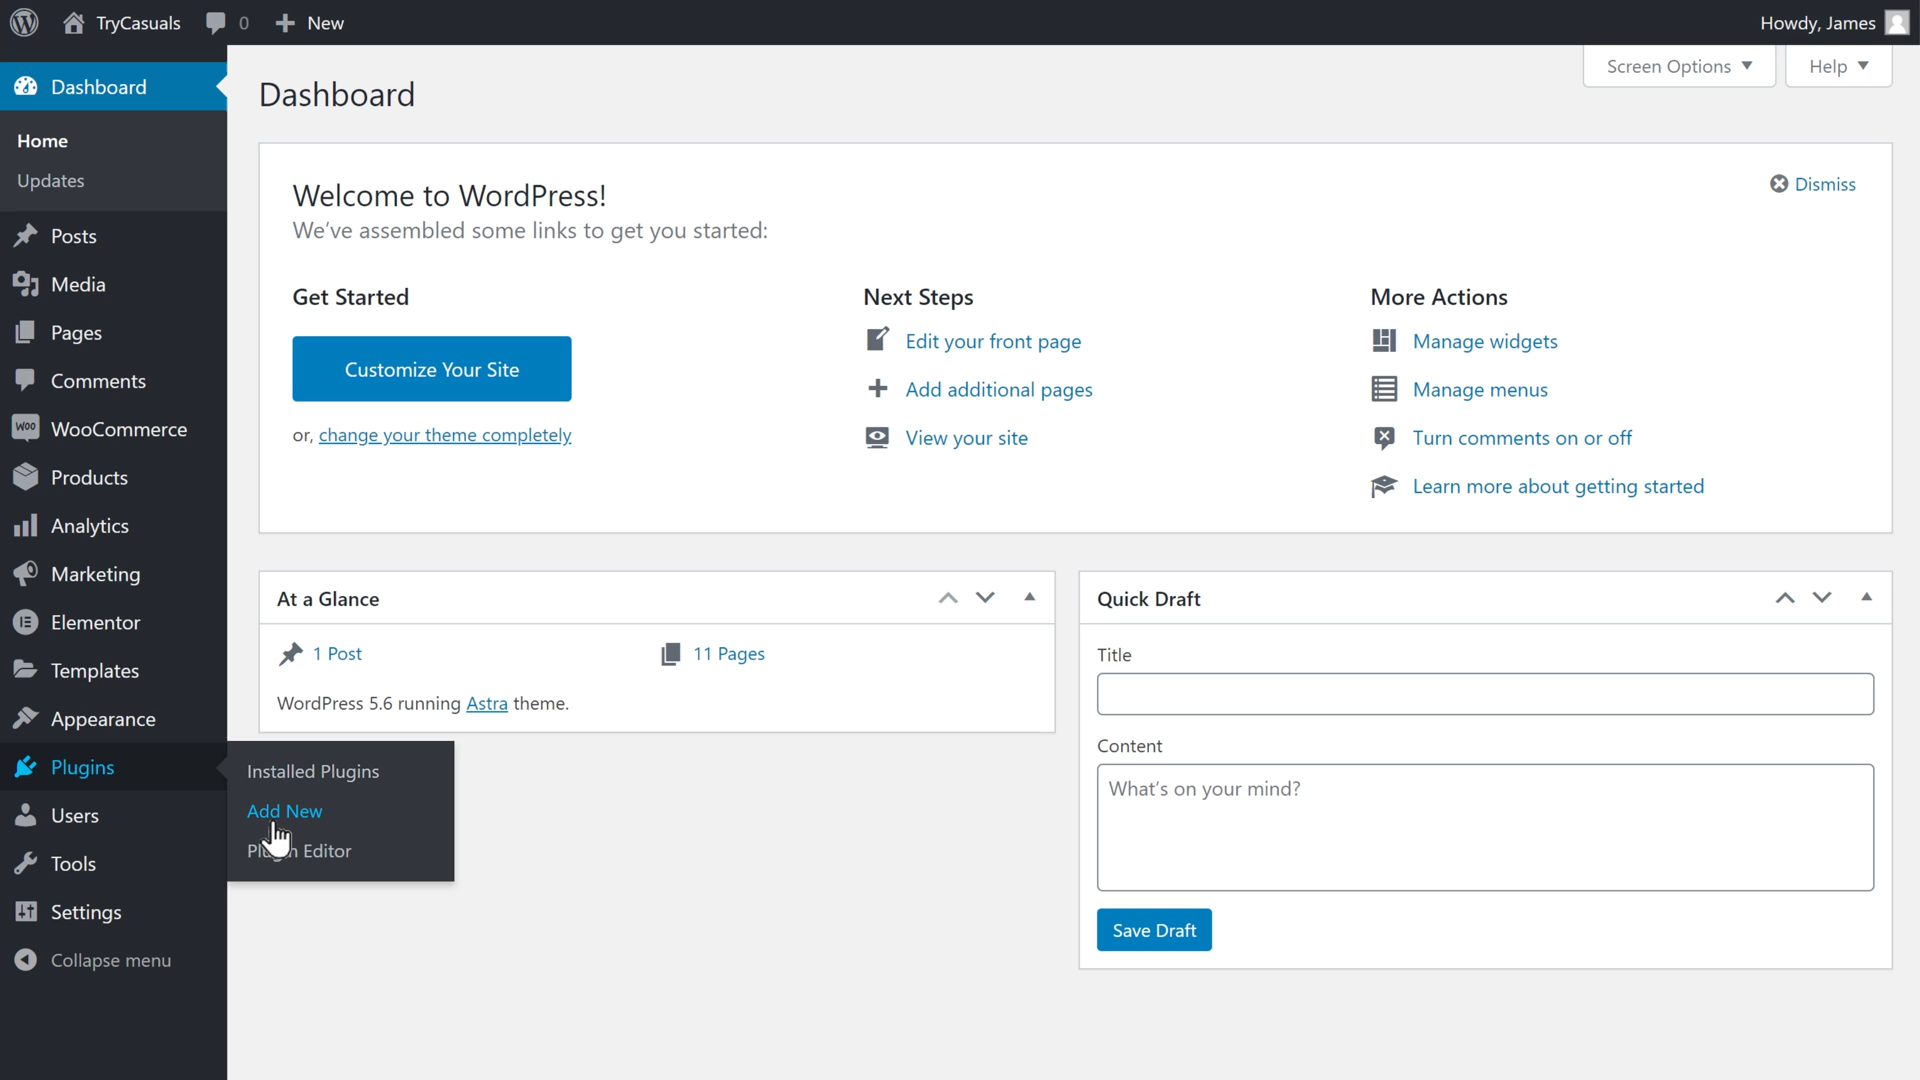 TryCasuals 0 New
Howdy, James
Screen Options Help
Dashboard
Home
Updates
Posts
Media
Pages
Comments
WOO WooCommerce
Products
Analytics
Marketing
Elementor
Templates
Appearance
Plugins
Users
Tools
Settings
Collapse menu
Installed Plugins
Add New
Editor
Dashboard
Welcome to WordPress!
We've assembled some links to get you started:
Dismiss
Get Started
Customize Your Site
or, change your theme completely
Next Steps
Edit your front page
Add additional pages
View your site
More Actions
Manage widgets
Manage menus
Turn comments on or off
Learn more about getting started
At a Glance
1 Post 11 Pages
WordPress 5.6 running Astra theme.
Quick Draft
Title
Content
What's on your mind?
Save Draft